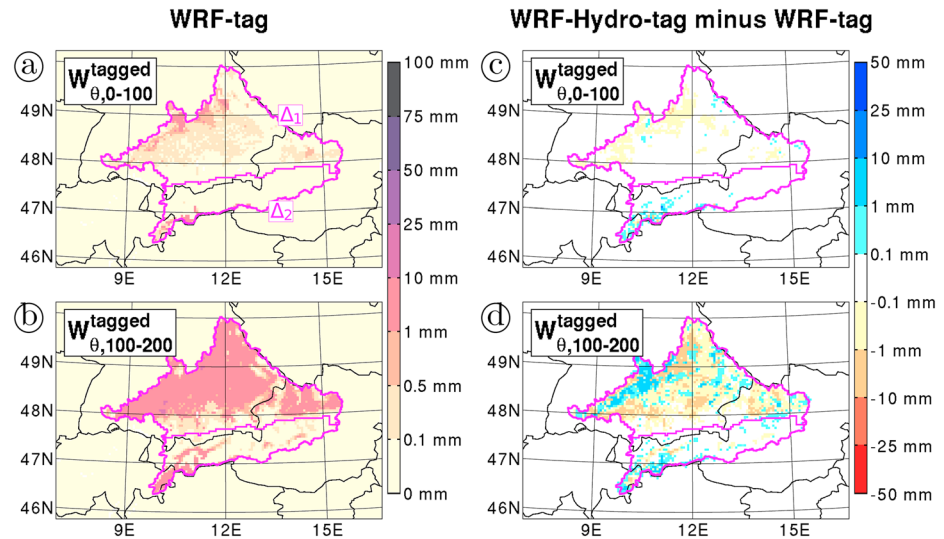 WRF-tag
WRF-Hydro-tag minus WRF-tag
a
W tagged θ,0-100
Δ1
Δ2
49N
48N
47N
46N
9E 12E 15E
100 mm
75 mm
50 mm
25 mm
10 mm
1 mm
0.5 mm
0.1 mm
0 mm
b
W tagged θ,100-200
49N
48N
47N
46N
9E 12E 15E
c
W tagged θ,0-100
49N
48N
47N
46N
9E 12E 15E
50 mm
25 mm
10 mm
1 mm
0.1 mm
-0.1 mm
-1 mm
-10 mm
-25 mm
-50 mm
d
W tagged θ,100-200
49N
48N
47N
46N
9E 12E 15E